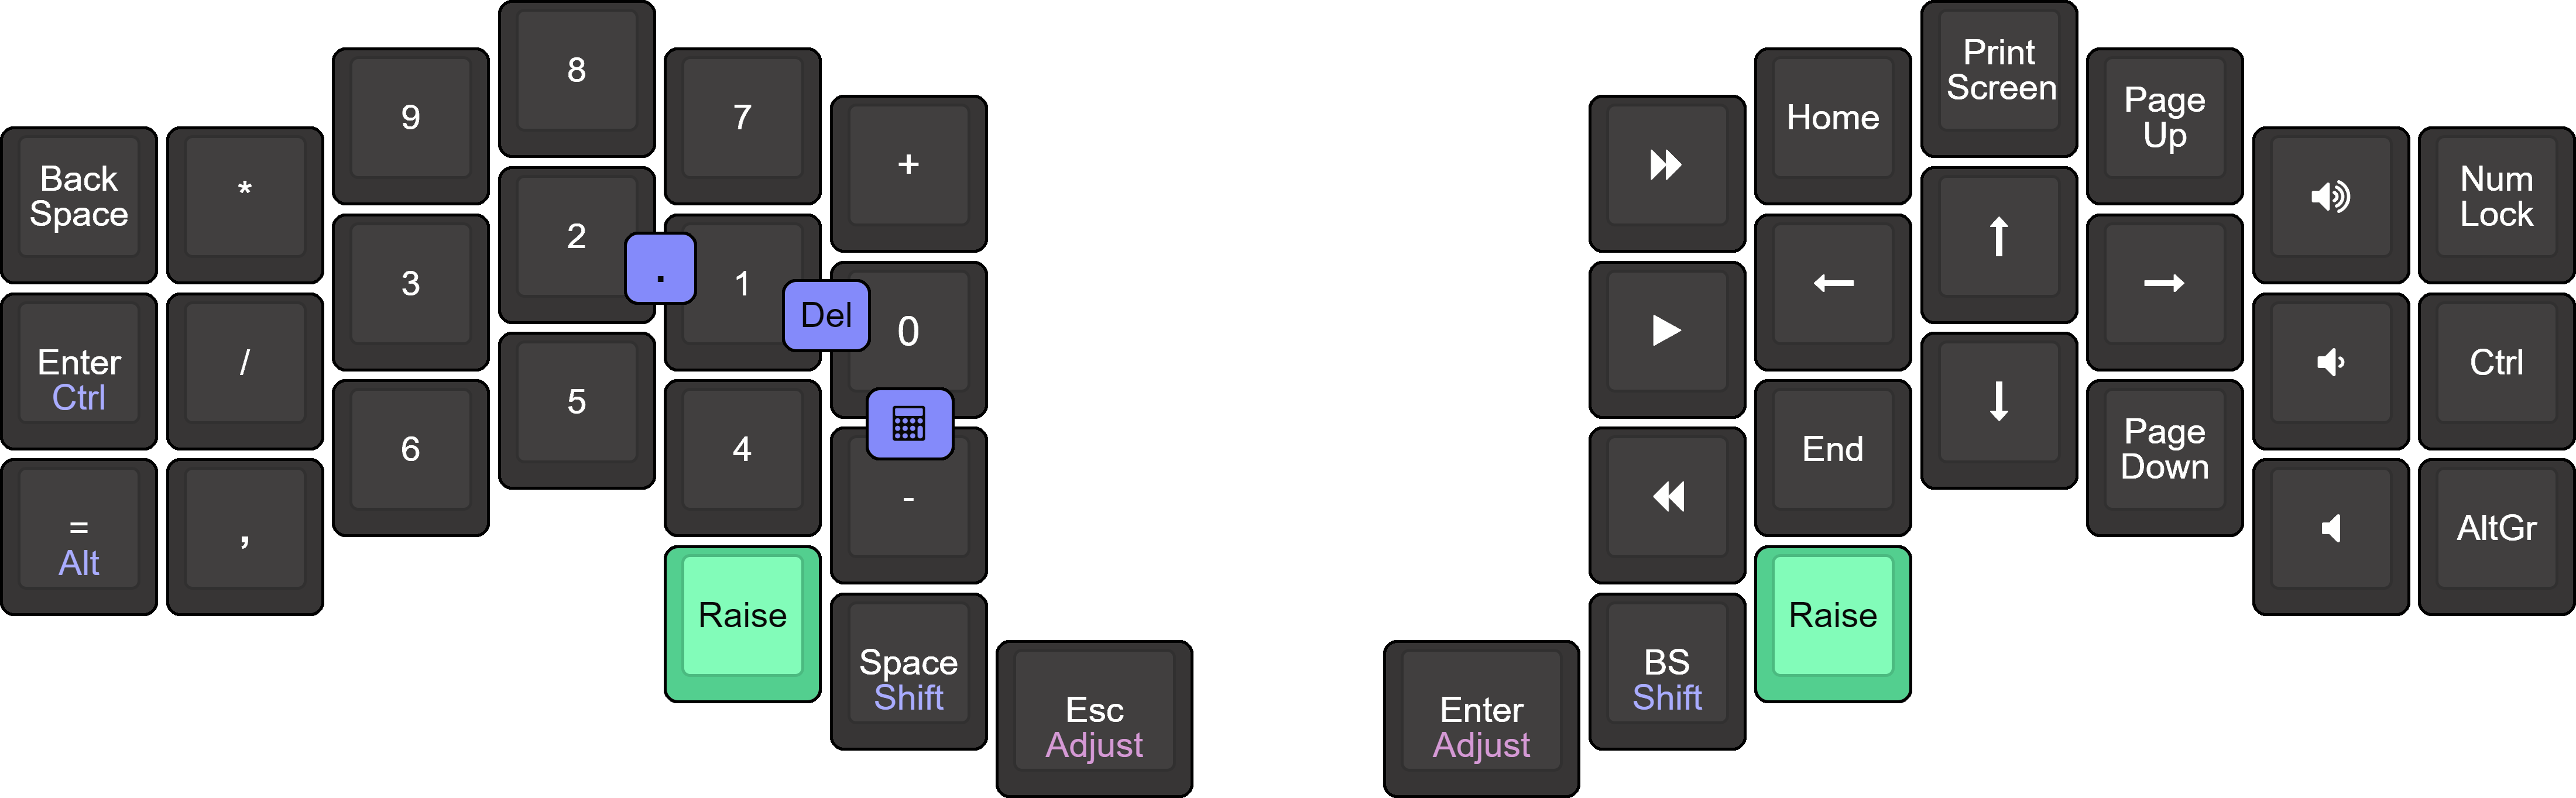 Back
Space
*
9
8
7
+
Home
Print
Screen
Page
Up
Num
Lock
Enter
Ctrl
/
3
2
.
1
Del
0
Ctrl
=
Alt
,
6
5
4
-
End
Page
Down
AltGr
Raise
Space
Shift
Esc
Adjust
Enter
Adjust
BS
Shift
Raise